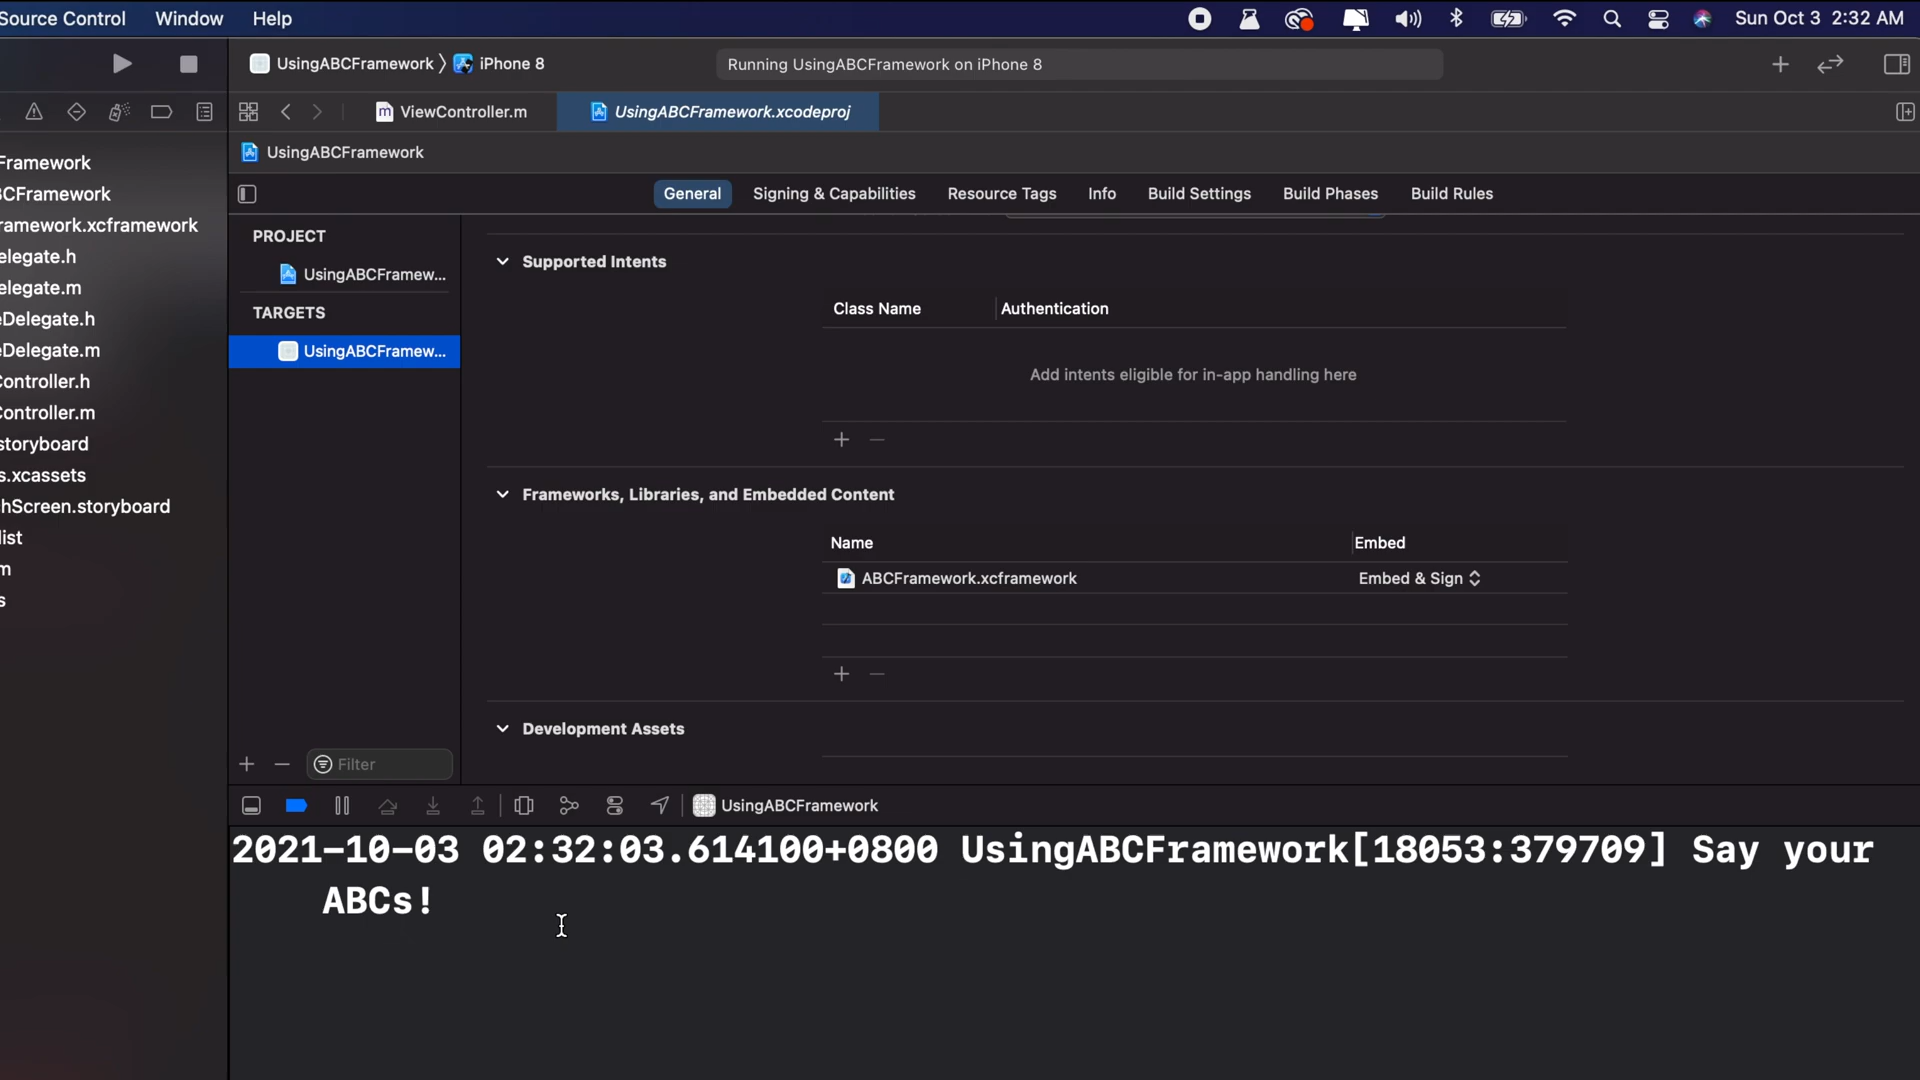 Source Control Window Help Sun Oct 3 2:32 AM
UsingABCFramework iPhone 8 Running UsingABCFramework on iPhone 8
ViewController.m UsingABCFramework.xcodeproj
UsingABCFramework
General Signing & Capabilities Resource Tags Info Build Settings Build Phases Build Rules
Framework
CFramework
ramework.xcframework
elegate.h
elegate.m
eDelegate.h
eDelegate.m
ontroller.h
ontroller.m
storyboard
s.xcassets
hScreen.storyboard
list
m
s
PROJECT
UsingABCFramew...
TARGETS
UsingABCFramew...
Filter
Supported Intents
Class Name Authentication
Add intents eligible for in-app handling here
Frameworks, Libraries, and Embedded Content
Name Embed
ABCFramework.xcframework Embed & Sign
Development Assets
UsingABCFramework
2021-10-03 02:32:03.614100+0800 UsingABCFramework[18053:379709] Say your
ABCs!